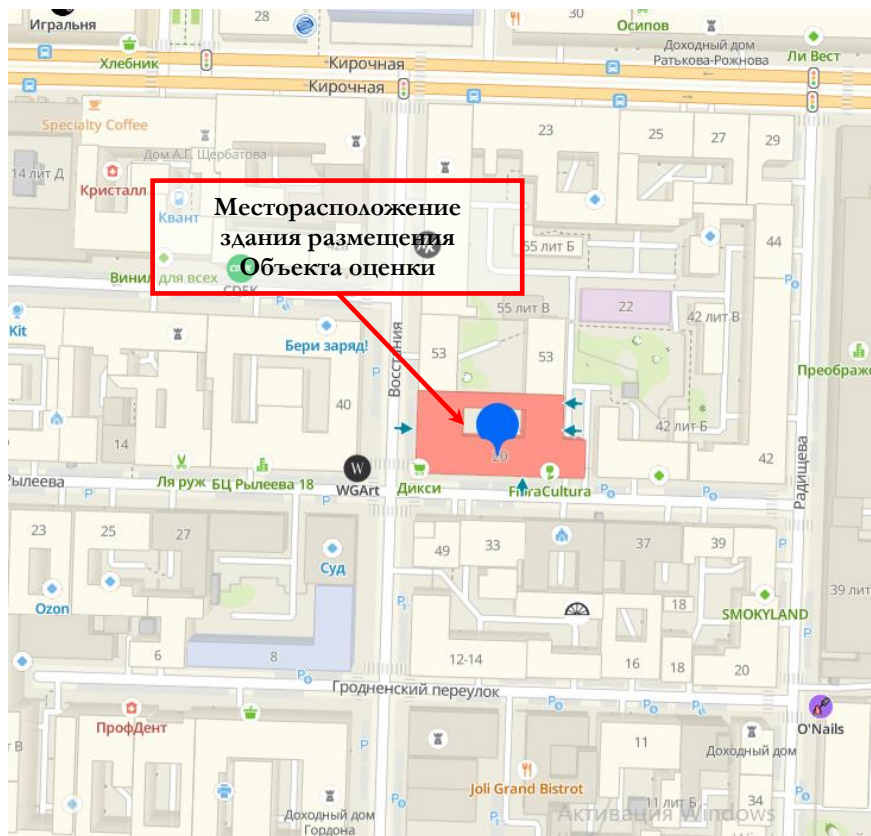 28
30
Игральня
Осипов
Хлебник
Доходный дом
Ратькова-Рожнова
Ли Вест
Кирочная
Кирочная
Specialty Coffee
23
25
27
29
Дом А.Г. Щербатова
14 лит Д
Кристалл
Квант
Месторасположение
здания размещения
Объекта оценки
55 лит Б
44
Винил для всех
CDEK
55 лит В
22
42 лит В
Kit
Бери заряд!
Восстания
53
53
Преображе
40
14
42 лит Б
42
20
Рылеева
Ля руж
БЦ Рылеева 18
W
WGArt
Дикси
FloraCultura
Радищева
23
25
27
49
33
37
39
Суд
Ozon
39 лит
18
SMOKYLAND
6
8
12-14
16
18
20
Гродненский переулок
ПрофДент
O'Nails
т В
11
Доходный дом
Joli Grand Bistrot
Активация Windows
11 лит Б
34
Доходный дом
Гордона